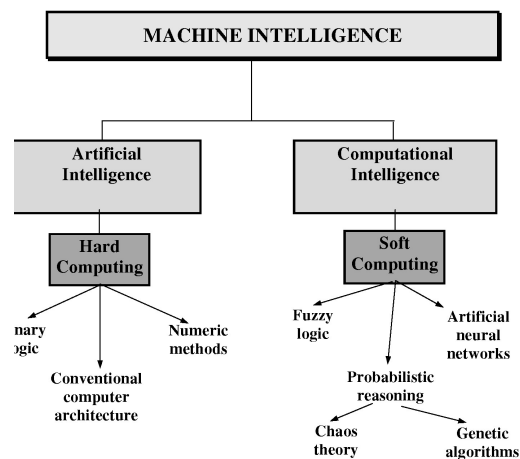 MACHINE INTELLIGENCE
Artificial
Intelligence
Computational
Intelligence
Hard
Computing
Soft
Computing
Numeric
methods
Conventional
computer
architecture
Fuzzy
logic
Artificial
neural
networks
Probabilistic
reasoning
Chaos
theory
Genetic
algorithms